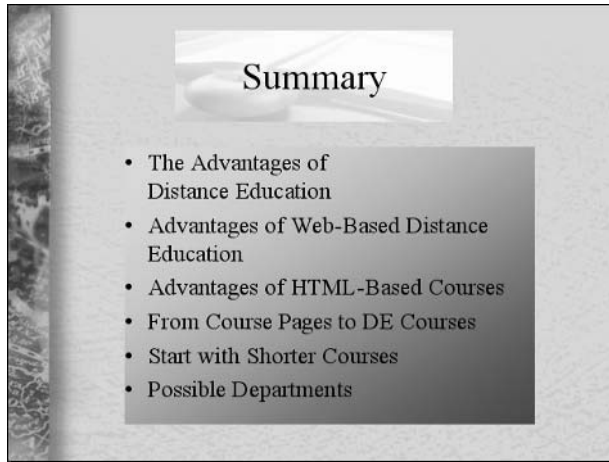 Summary
• The Advantages of
Distance Education
• Advantages of Web-Based Distance
Education
• Advantages of HTML-Based Courses
• From Course Pages to DE Courses
• Start with Shorter Courses
• Possible Departments